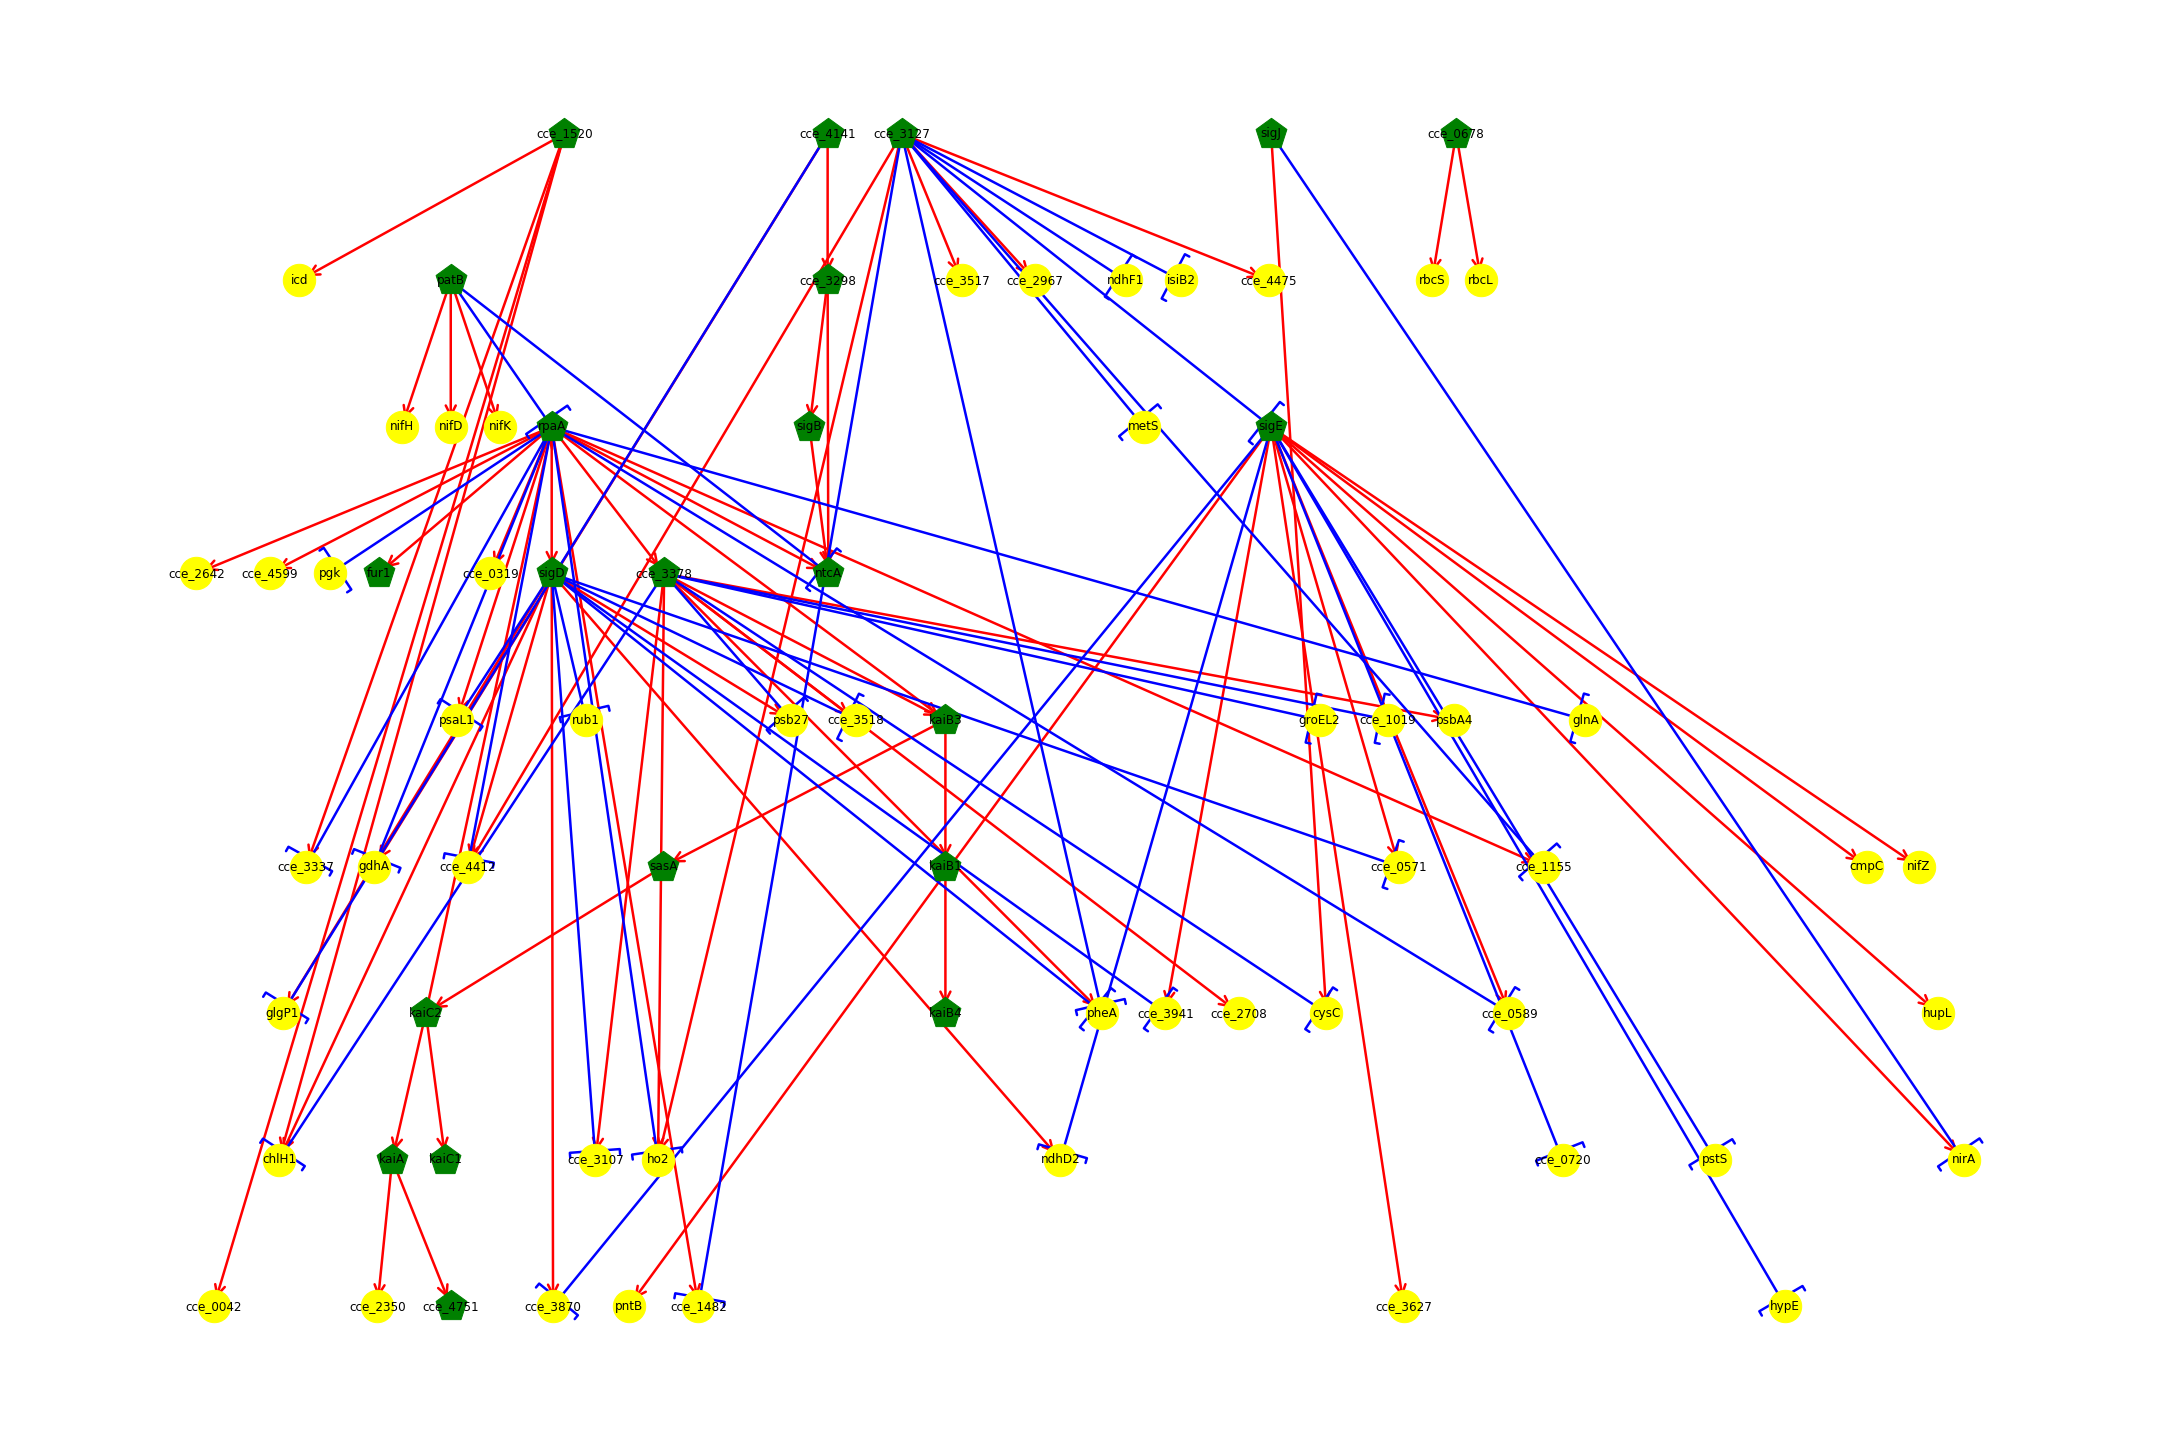 cce_1520 cce_4141 cce_3127 sigJ cce_0678
icd patB cce_3298 cce_3517 cce_2967 ndhF1 isiB2 cce_4475 rbcS rbcL
nifH nifD nifK rpaA sigB metS sigE
cce_2642 cce_4599 pgk fur1 cce_0319 sigD cce_3378 ntcA
psaL1 rub1 psb27 cce_3518 kaiB3 groEL2 cce_1019 psbA4 glnA
cce_3337 gdhA cce_4412 sasA kaiB1 cce_0571 cce_1155 cmpC nifZ
glgP1 kaiC2 kaiB4 pheA cce_3941 cce_2708 cysC cce_0589 hupL
chlH1 kaiA kaiC1 cce_3107 ho2 ndhD2 cce_0720 pstS nirA
cce_0042 cce_2350 cce_4751 cce_3870 pntB cce_1482 cce_3627 hypE